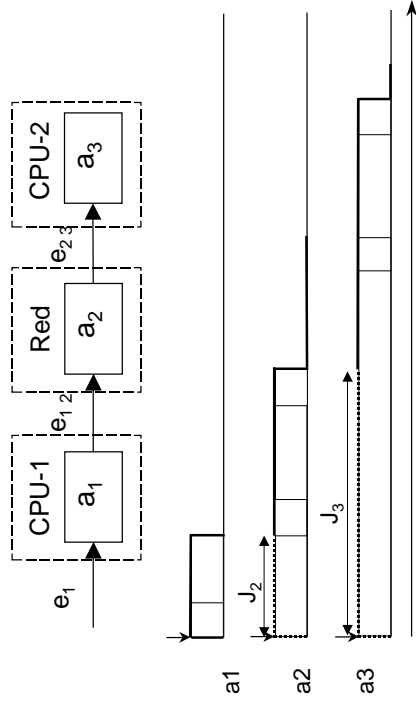 CPU-1 Red CPU-2
e1 a1 e1 2 a2 e2 3 a3
a1
J2
a2
J3
a3